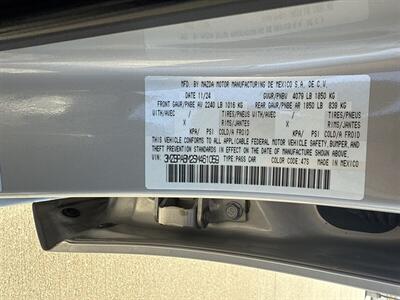 MFD. BY MAZDA MOTOR MANUFACTURING DE MEXICO S.A. DE C.V.
DATE 11/24 GVWR/PNBV 4079 LB 1850 KG
FRONT GAWR/PNBE AV 2240 LB 1016 KG REAR GAWR/PNBE AR 1850 LB 839 KG
WITH/AVEC / TIRES/PNEUS WITH/AVEC / TIRES/PNEUS
X RIMS/JANTES X RIMS/JANTES
KPA / PSI COLD/A FROID KPA / PSI COLD/A FROID
THIS VEHICLE CONFORMS TO ALL APPLICABLE FEDERAL MOTOR VEHICLE SAFETY, BUMPER, AND
THEFT PREVENTION STANDARDS IN EFFECT ON THE DATE OF MANUFACTURE SHOWN ABOVE.
TYPE PASS CAR COLOR CODE 47S MADE IN MEXICO